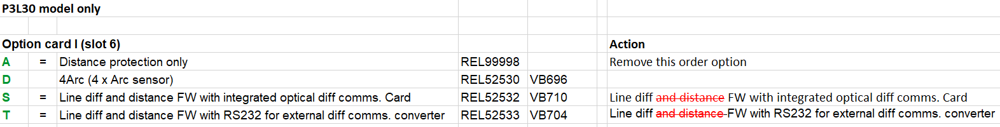 P3L30 model only
Option card I (slot 6) Action
A = Distance protection only REL99998 Remove this order option
D 4Arc (4 x Arc sensor) REL52530 VB696
S = Line diff and distance FW with integrated optical diff comms. Card REL52532 VB710 Line diff and distance FW with integrated optical diff comms. Card
T = Line diff and distance FW with RS232 for external diff comms. converter REL52533 VB704 Line diff and distance FW with RS232 for external diff comms. converter